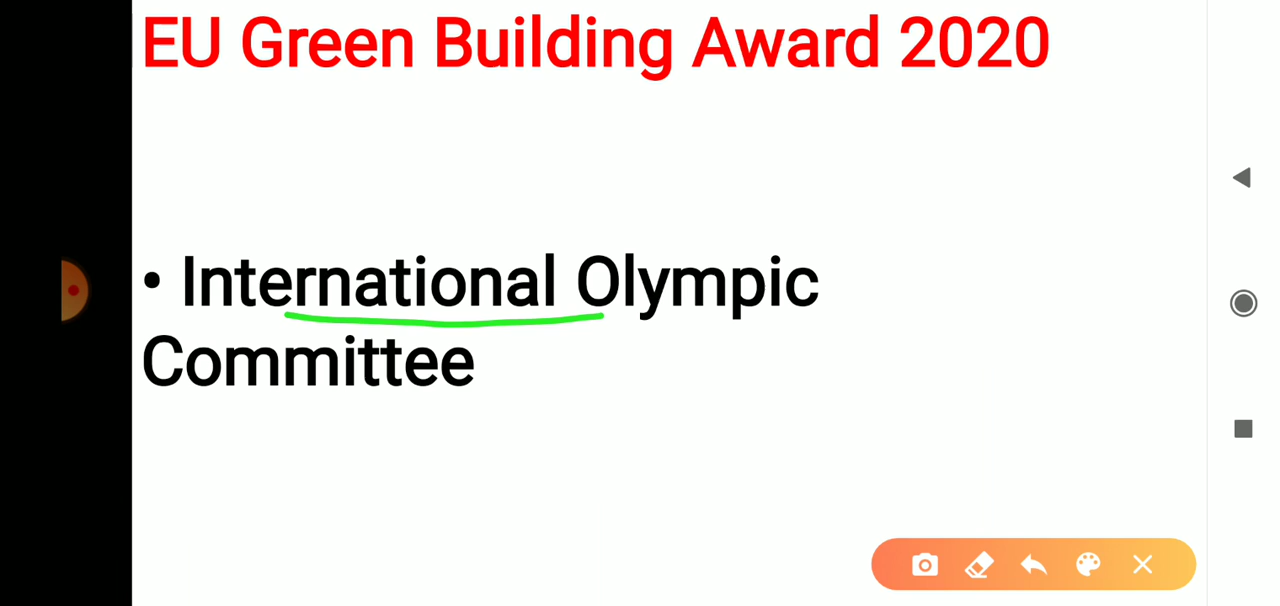 EU Green Building Award 2020
• International Olympic
Committee